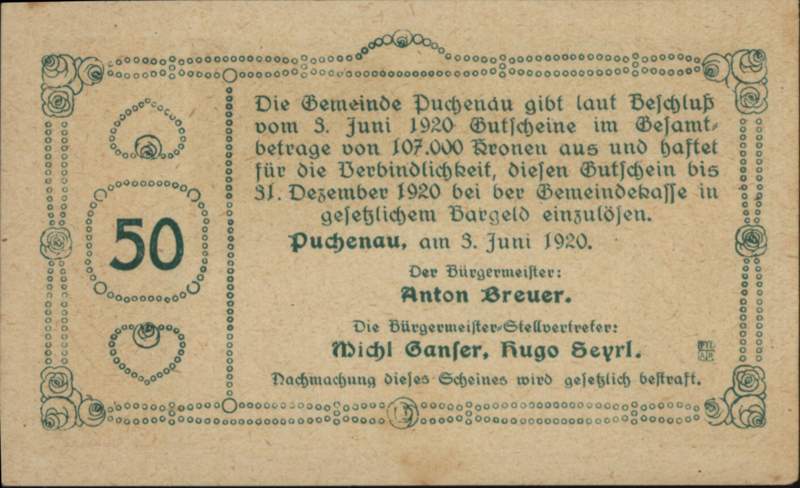 Die Gemeinde Puchenau gibt laut Beschluß
vom 3. Juni 1920 Gutscheine im Gesamt-
betrage von 107.000 Kronen aus und haftet
für die Verbindlichkeit, diesen Gutschein bis
31. Dezember 1920 bei ber Gemeindekasse in
gesetzlichem Bargeld einzulösen.
50
Puchenau, am 3. Juni 1920.
Der Bürgermeister:
Anton Breuer.
Die Bürgermeister-Stellvertreter:
Michl Ganser, Hugo Seyrl.
Nachmachung dieses Scheines wird gesetzlich bestraft.